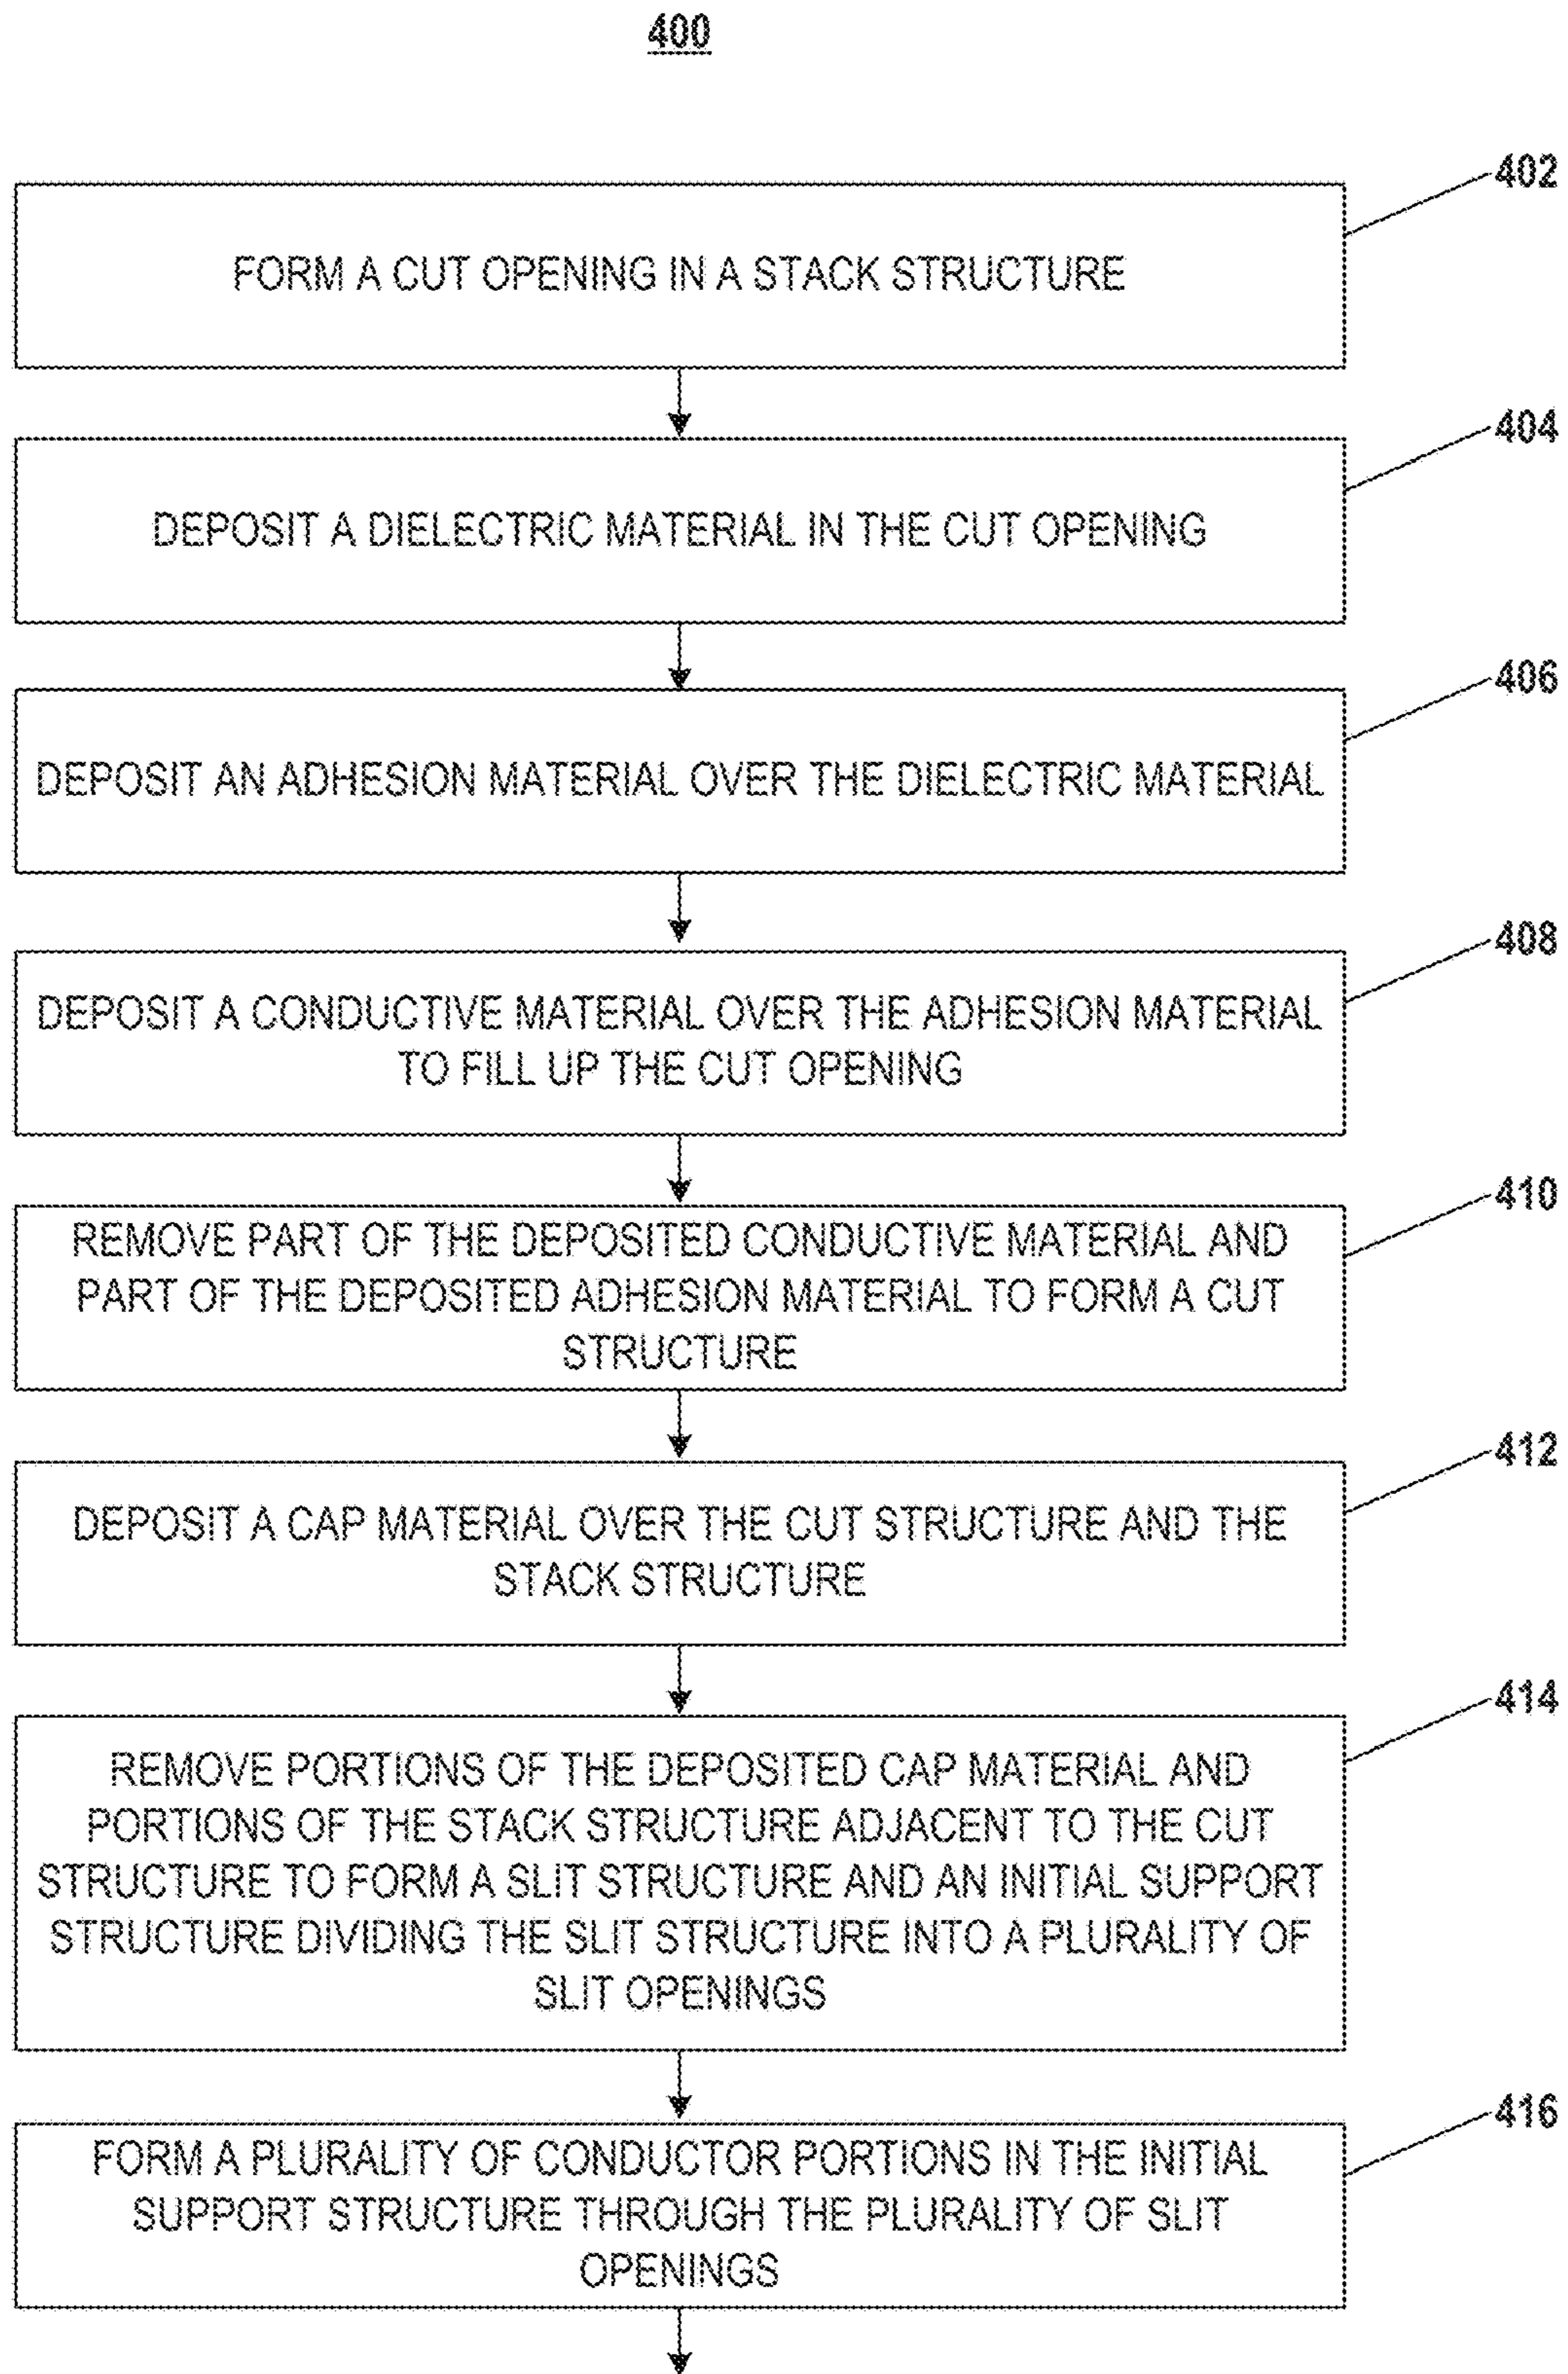 400
402
FORM A CUT OPENING IN A STACK STRUCTURE
404
DEPOSIT A DIELECTRIC MATERIAL IN THE CUT OPENING
406
DEPOSIT AN ADHESION MATERIAL OVER THE DIELECTRIC MATERIAL
408
DEPOSIT A CONDUCTIVE MATERIAL OVER THE ADHESION MATERIAL
TO FILL UP THE CUT OPENING
410
REMOVE PART OF THE DEPOSITED CONDUCTIVE MATERIAL AND
PART OF THE DEPOSITED ADHESION MATERIAL TO FORM A CUT
STRUCTURE
412
DEPOSIT A CAP MATERIAL OVER THE CUT STRUCTURE AND THE
STACK STRUCTURE
414
REMOVE PORTIONS OF THE DEPOSITED CAP MATERIAL AND
PORTIONS OF THE STACK STRUCTURE ADJACENT TO THE CUT
STRUCTURE TO FORM A SLIT STRUCTURE AND AN INITIAL SUPPORT
STRUCTURE DIVIDING THE SLIT STRUCTURE INTO A PLURALITY OF
SLIT OPENINGS
416
FORM A PLURALITY OF CONDUCTOR PORTIONS IN THE INITIAL
SUPPORT STRUCTURE THROUGH THE PLURALITY OF SLIT
OPENINGS